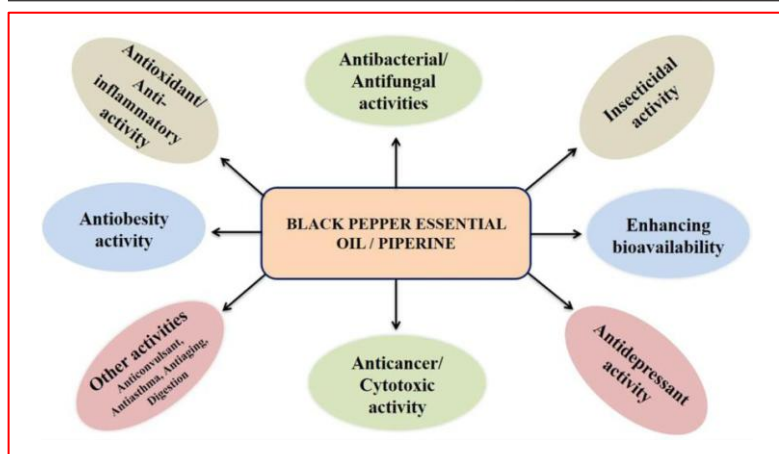 Antioxidant/
Anti-
inflammatory
activity
Antibacterial/
Antifungal
activities
Insecticidal
activity
Antiobesity
activity
BLACK PEPPER ESSENTIAL
OIL / PIPERINE
Enhancing
bioavailability
Other activities
Anticonvulsant,
Antiasthma, Antiaging,
Digestion
Anticancer/
Cytotoxic
activity
Antidepressant
activity